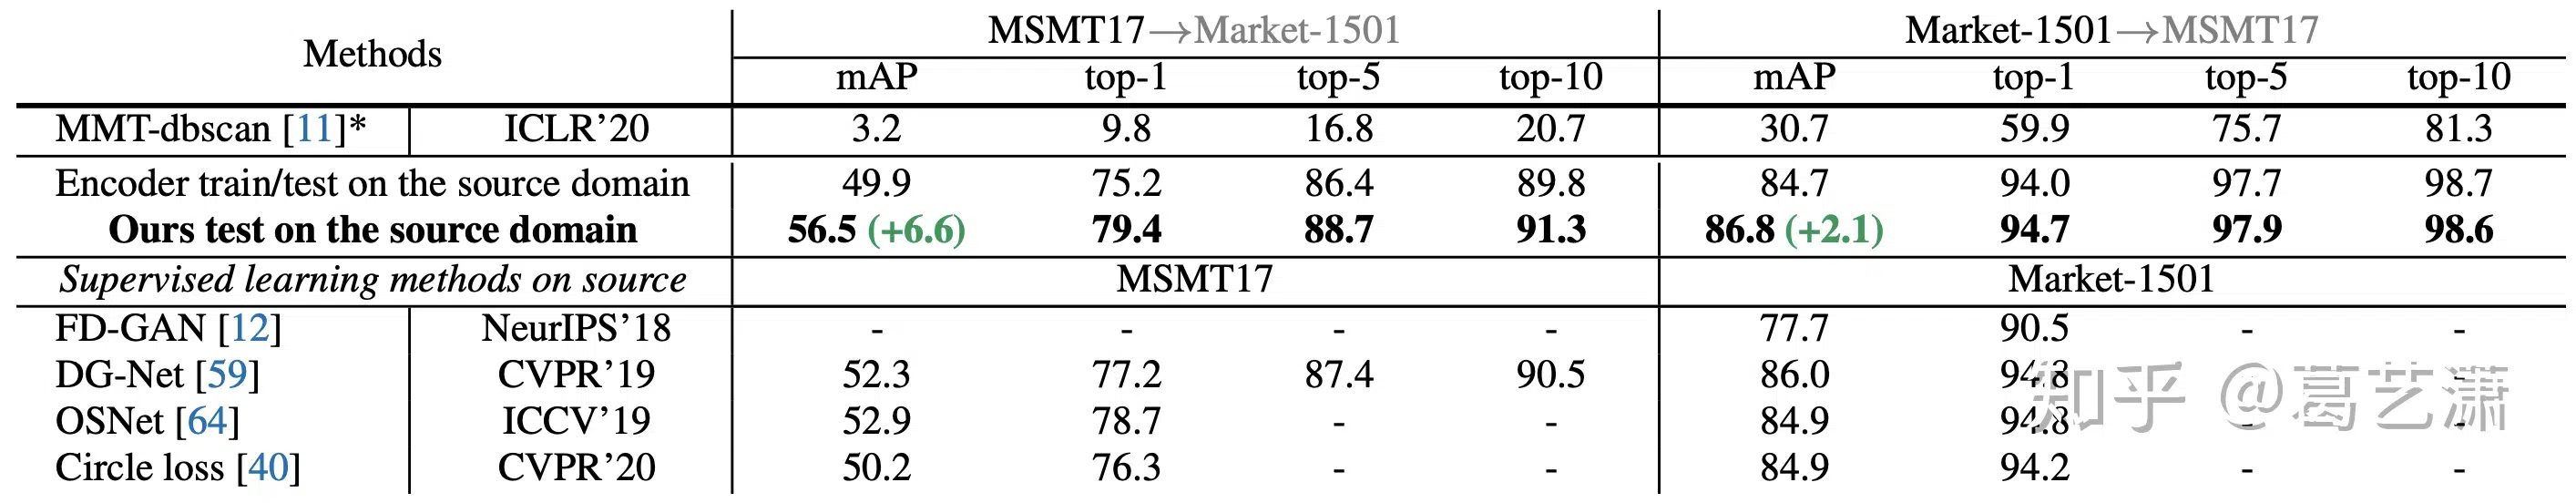 Methods MSMT17→Market-1501 Market-1501→MSMT17
mAP top-1 top-5 top-10 mAP top-1 top-5 top-10
MMT-dbscan [11]* ICLR’20 3.2 9.8 16.8 20.7 30.7 59.9 75.7 81.3
Encoder train/test on the source domain 49.9 75.2 86.4 89.8 84.7 94.0 97.7 98.7
Ours test on the source domain 56.5 (+6.6) 79.4 88.7 91.3 86.8 (+2.1) 94.7 97.9 98.6
Supervised learning methods on source MSMT17 Market-1501
FD-GAN [12] NeurIPS’18 - - - - 77.7 90.5 - -
DG-Net [59] CVPR’19 52.3 77.2 87.4 90.5 86.0 94.8 - -
OSNet [64] ICCV’19 52.9 78.7 - - 84.9 94.8 - -
Circle loss [40] CVPR’20 50.2 76.3 - - 84.9 94.2 - -
知乎 @葛艺潇